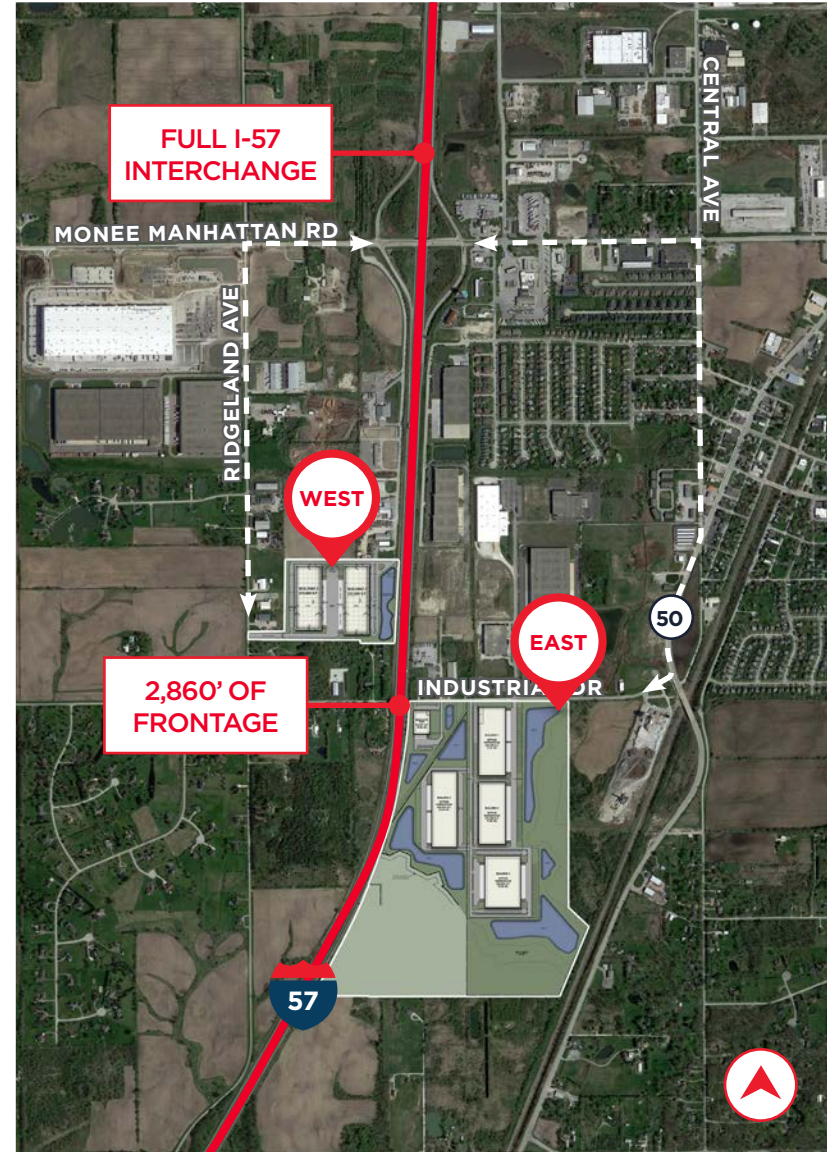 FULL I-57
INTERCHANGE
CENTRAL AVE
MONEE MANHATTAN RD
RIDGELAND AVE
WEST
50
EAST
INDUSTRIAL DR
2,860' OF
FRONTAGE
57